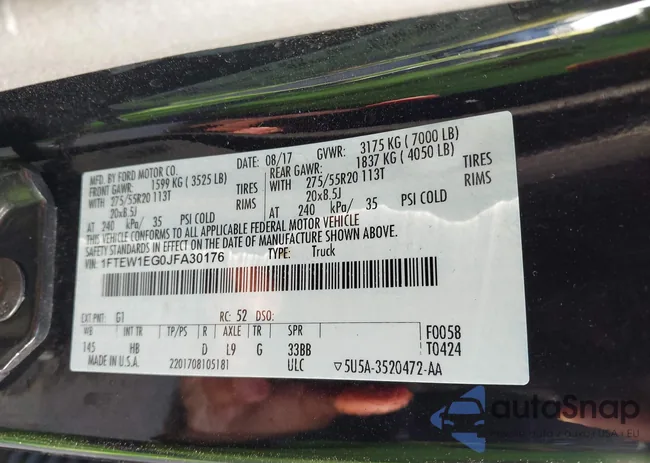 MFD. BY FORD MOTOR CO. DATE: 08/17 GVWR: 3175 KG ( 7000 LB)
FRONT GAWR: 1599 KG ( 3525 LB) REAR GAWR: 1837 KG ( 4050 LB)
WITH 275/55R20 113T TIRES WITH 275/55R20 113T TIRES
20x8.5J RIMS 20x8.5J RIMS
AT 240 kPa/ 35 PSI COLD AT 240 kPa/ 35 PSI COLD
THIS VEHICLE CONFORMS TO ALL APPLICABLE FEDERAL MOTOR VEHICLE
SAFETY STANDARDS IN EFFECT ON THE DATE OF MANUFACTURE SHOWN ABOVE.
VIN: 1FTEW1EG0JFA30176 TYPE: Truck
EXT PNT: G1 RC: 52 DSO:
WB INT TR TP/PS R AXLE TR SPR F0058
145 HB D L9 G 33BB T0424
MADE IN U.S.A. 2201708105181 ULC ▽5U5A-3520472-AA
autoSnap